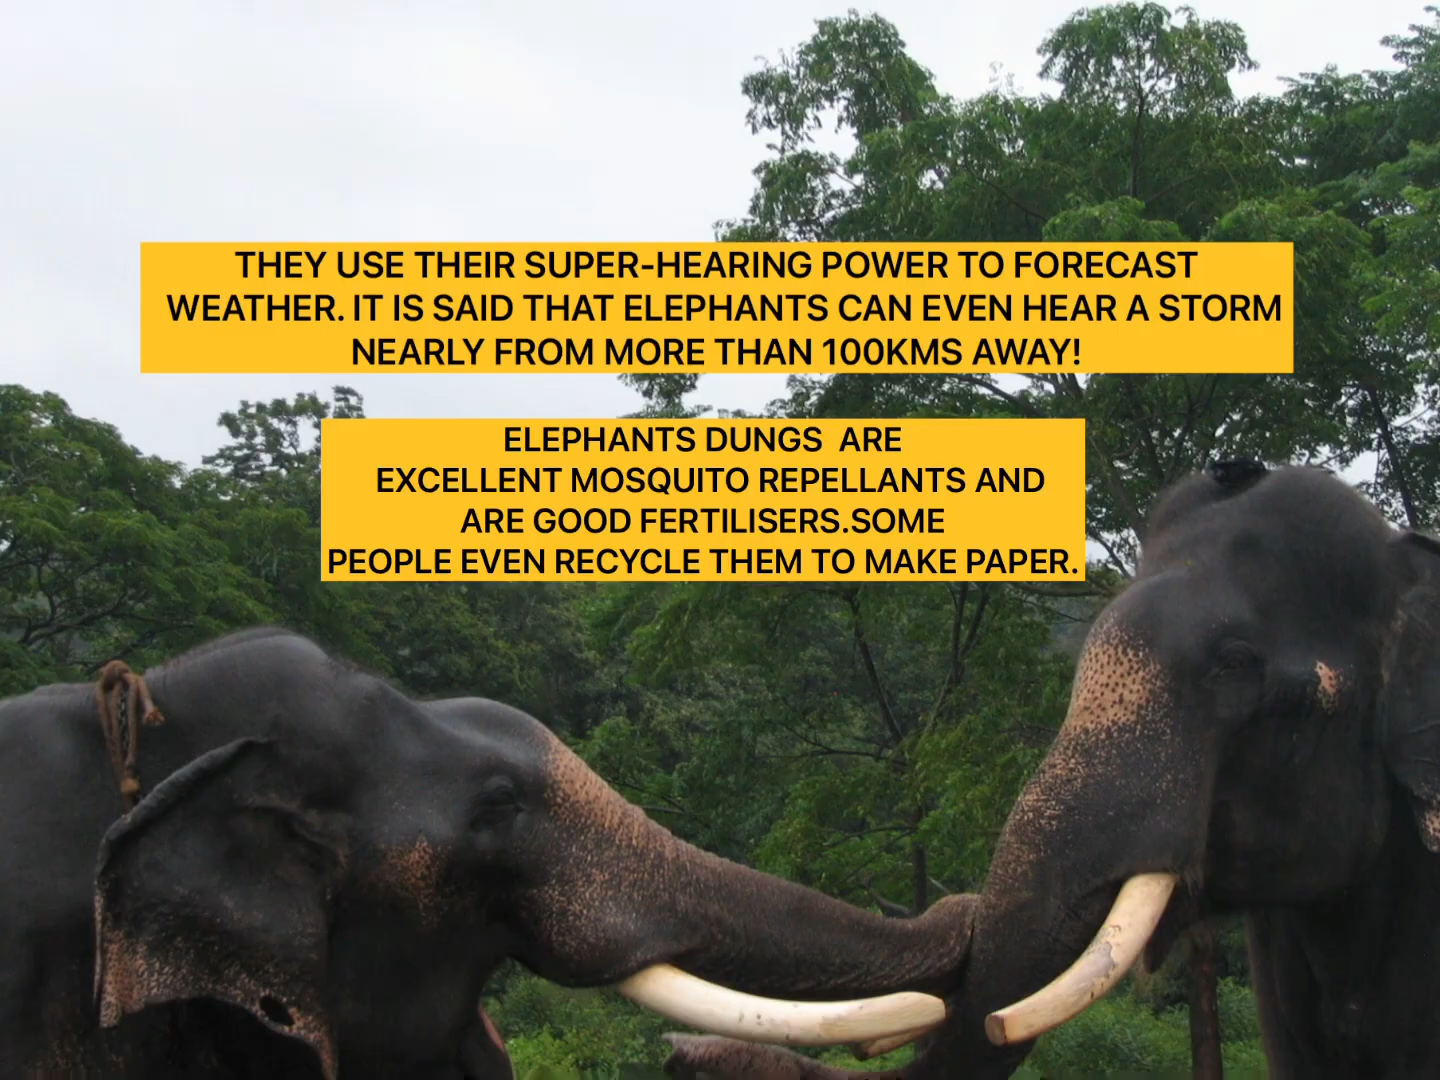 THEY USE THEIR SUPER-HEARING POWER TO FORECAST
WEATHER. IT IS SAID THAT ELEPHANTS CAN EVEN HEAR A STORM
NEARLY FROM MORE THAN 100KMS AWAY!
ELEPHANTS DUNGS  ARE
EXCELLENT MOSQUITO REPELLANTS AND
ARE GOOD FERTILISERS.SOME
PEOPLE EVEN RECYCLE THEM TO MAKE PAPER.